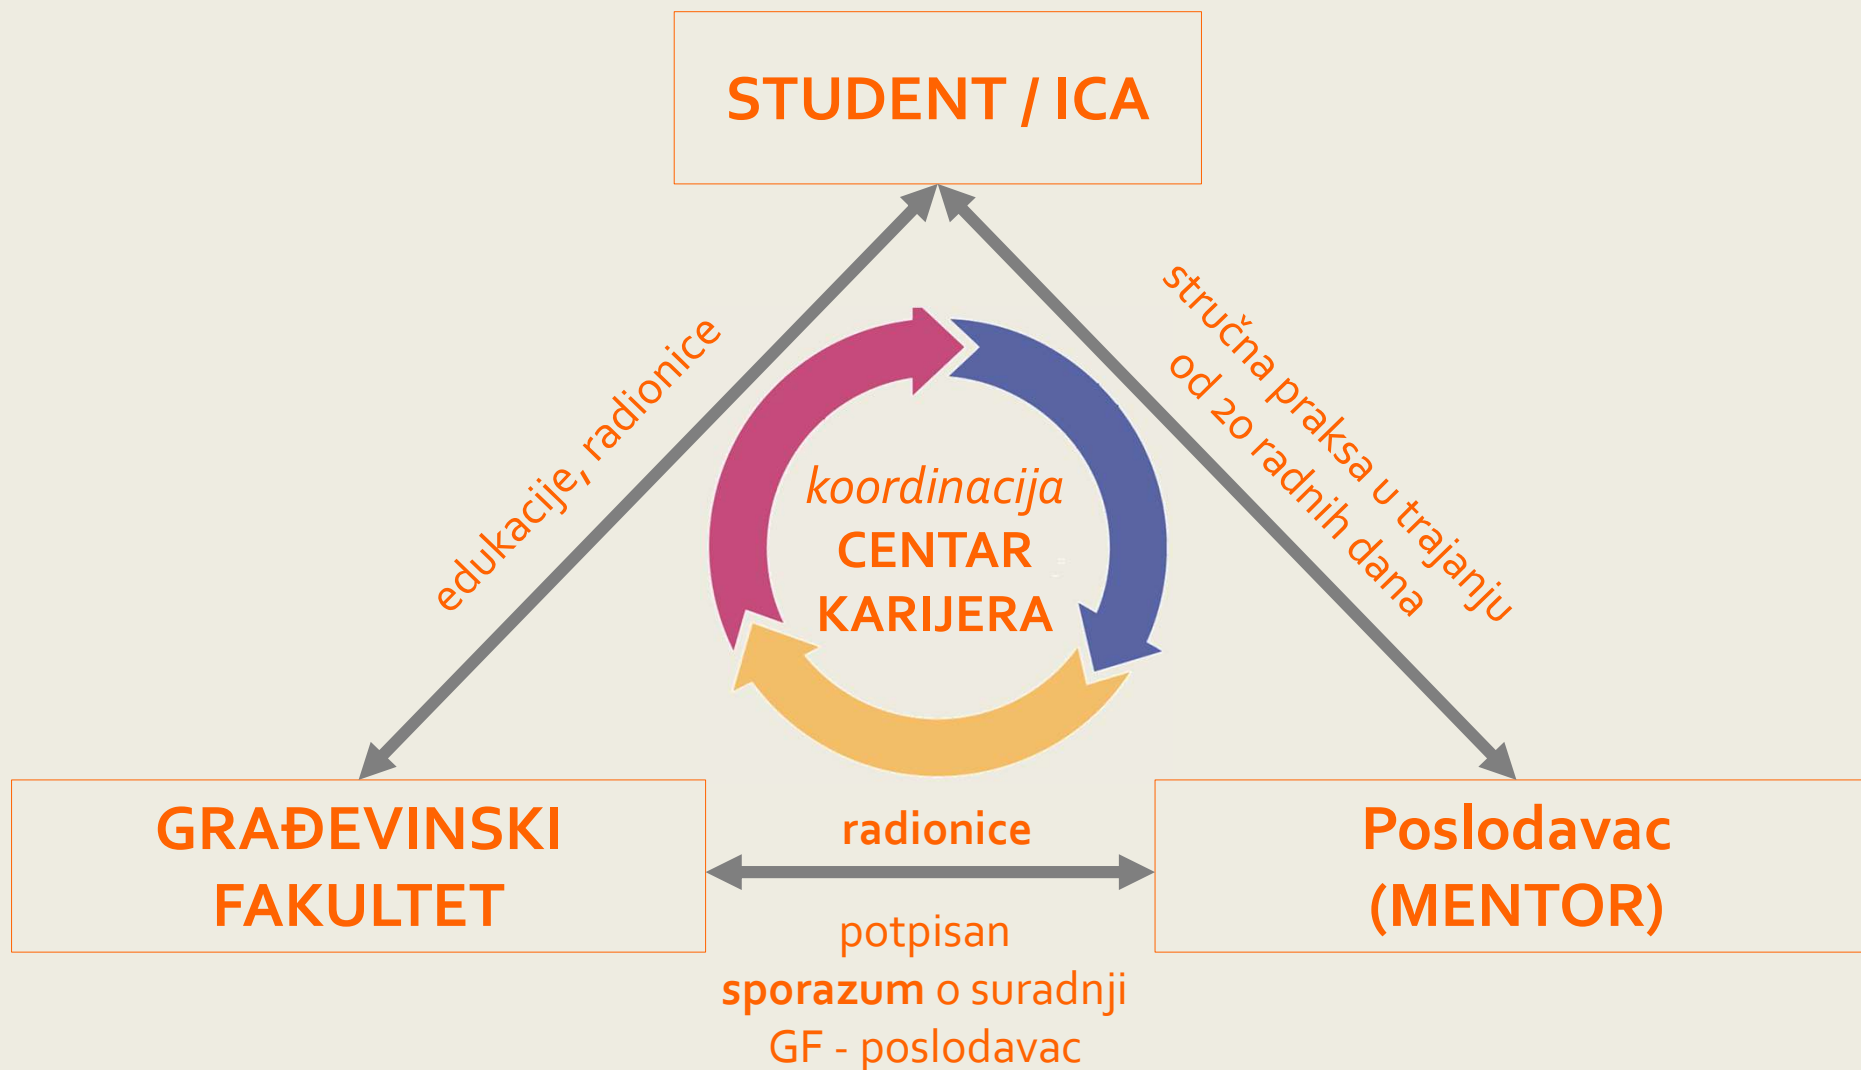 STUDENT / ICA
edukacije, radionice
stručna praksa u trajanju
od 20 radnih dana
koordinacija
CENTAR
KARIJERA
GRAĐEVINSKI
FAKULTET
radionice
Poslodavac
(MENTOR)
potpisan
sporazum o suradnji
GF - poslodavac